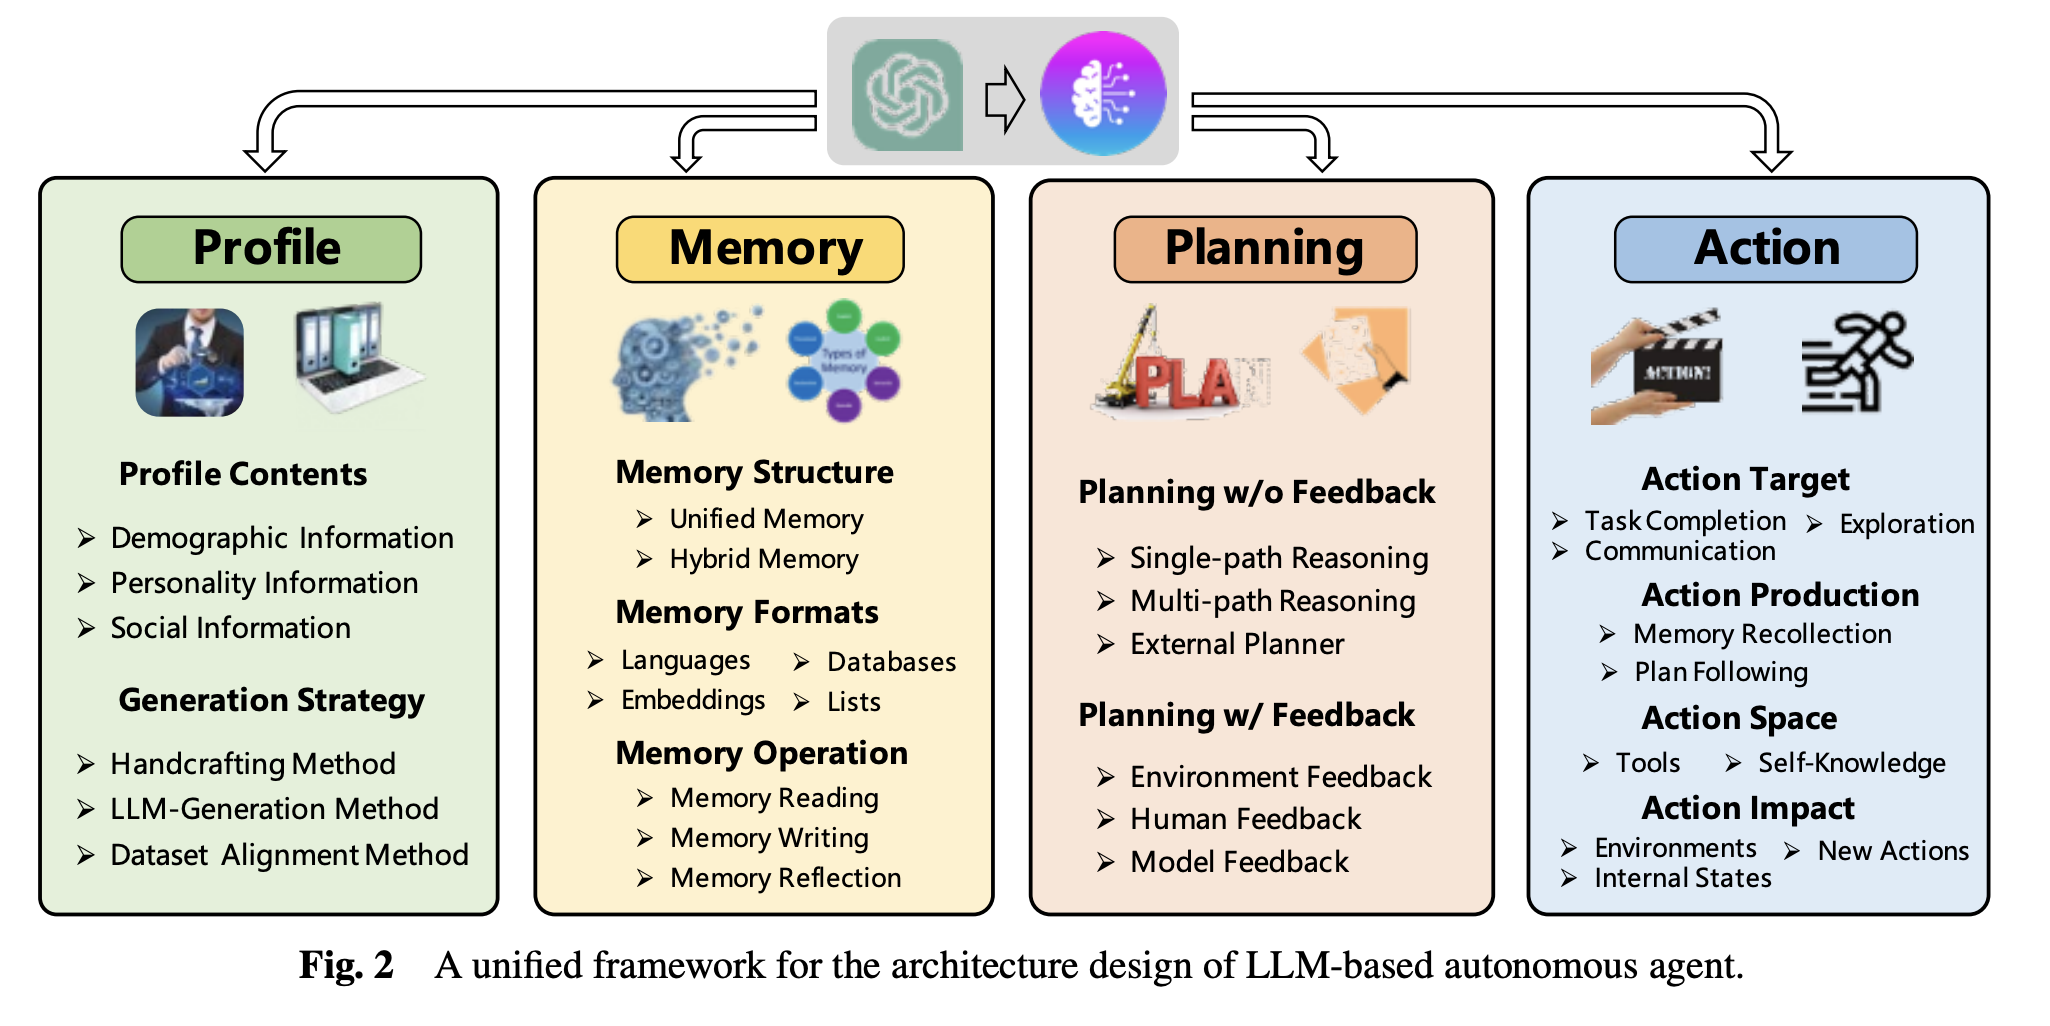 Profile
Profile Contents
Demographic Information
Personality Information
Social Information
Generation Strategy
Handcrafting Method
LLM-Generation Method
Dataset Alignment Method
Memory
Types of
Memory
Memory Structure
Unified Memory
Hybrid Memory
Memory Formats
Languages
Databases
Embeddings
Lists
Memory Operation
Memory Reading
Memory Writing
Memory Reflection
Planning
PLAN
Planning w/o Feedback
Single-path Reasoning
Multi-path Reasoning
External Planner
Planning w/ Feedback
Environment Feedback
Human Feedback
Model Feedback
Action
ACTION!
Action Target
Task Completion
Exploration
Communication
Action Production
Memory Recollection
Plan Following
Action Space
Tools
Self-Knowledge
Action Impact
Environments
New Actions
Internal States
Fig. 2 A unified framework for the architecture design of LLM-based autonomous agent.